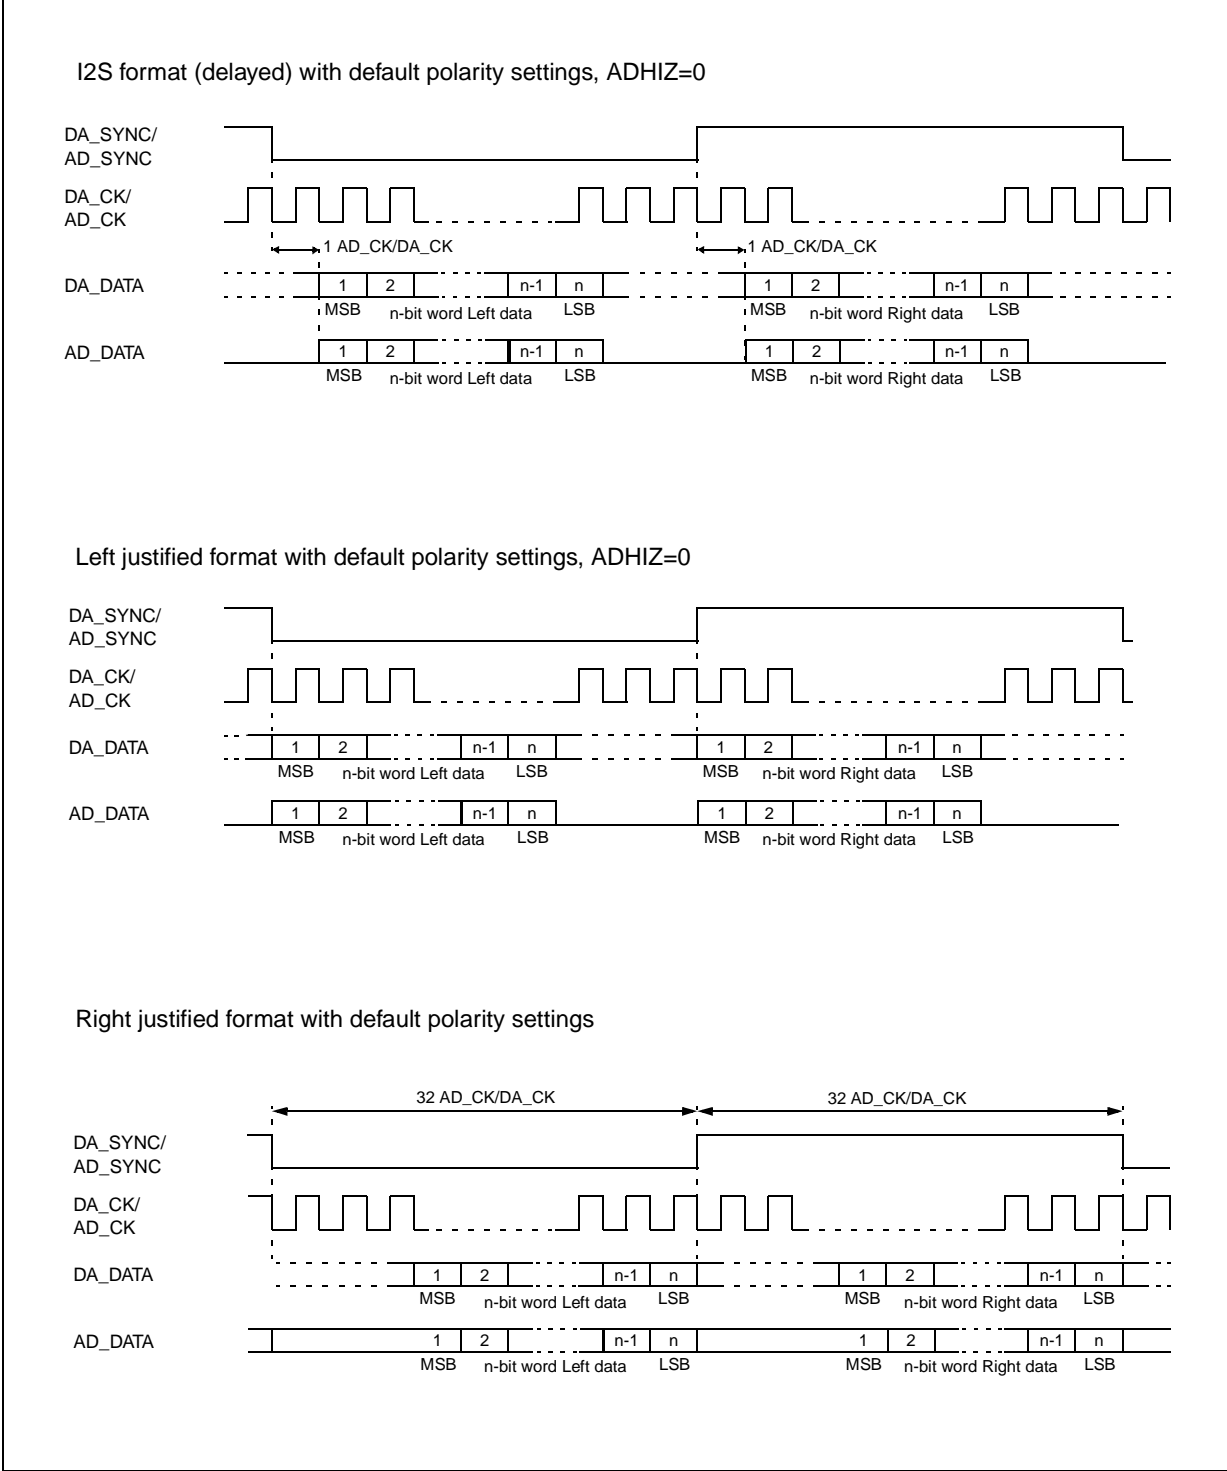 I2S format (delayed) with default polarity settings, ADHIZ=0
DA_SYNC/
AD_SYNC
DA_CK/
AD_CK
1 AD_CK/DA_CK 1 AD_CK/DA_CK
DA_DATA 1 2 n-1 n 1 2 n-1 n
MSB n-bit word Left data LSB MSB n-bit word Right data LSB
AD_DATA 1 2 n-1 n 1 2 n-1 n
MSB n-bit word Left data LSB MSB n-bit word Right data LSB
Left justified format with default polarity settings, ADHIZ=0
DA_SYNC/
AD_SYNC
DA_CK/
AD_CK
DA_DATA 1 2 n-1 n 1 2 n-1 n
MSB n-bit word Left data LSB MSB n-bit word Right data LSB
AD_DATA 1 2 n-1 n 1 2 n-1 n
MSB n-bit word Left data LSB MSB n-bit word Right data LSB
Right justified format with default polarity settings
32 AD_CK/DA_CK 32 AD_CK/DA_CK
DA_SYNC/
AD_SYNC
DA_CK/
AD_CK
DA_DATA 1 2 n-1 n 1 2 n-1 n
MSB n-bit word Left data LSB MSB n-bit word Right data LSB
AD_DATA 1 2 n-1 n 1 2 n-1 n
MSB n-bit word Left data LSB MSB n-bit word Right data LSB